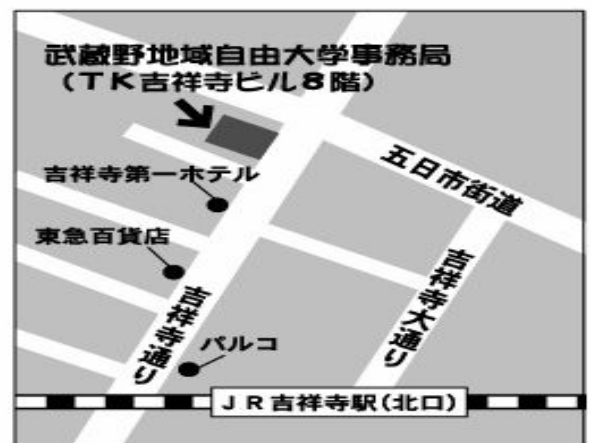 武蔵野地域自由大学事務局
（ＴＫ吉祥寺ビル８階）
五日市街道
吉祥寺第一ホテル
東急百貨店
吉祥寺大通り
吉祥寺通り
パルコ
ＪＲ吉祥寺駅（北口）